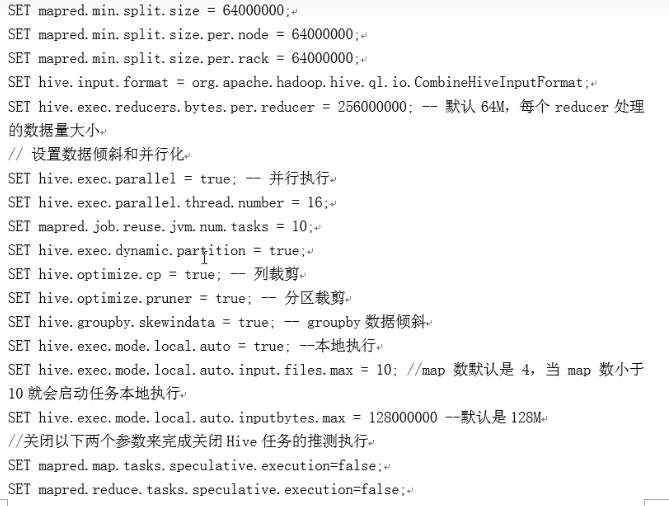 SET mapred.min.split.size = 64000000;
SET mapred.min.split.size.per.node = 64000000;
SET mapred.min.split.size.per.rack = 64000000;
SET hive.input.format = org.apache.hadoop.hive.ql.io.CombineHiveInputFormat;
SET hive.exec.reducers.bytes.per.reducer = 256000000; -- 默认 64M，每个 reducer 处理
的数据量大小
// 设置数据倾斜和并行化
SET hive.exec.parallel = true; -- 并行执行
SET hive.exec.parallel.thread.number = 16;
SET mapred.job.reuse.jvm.num.tasks = 10;
SET hive.exec.dynamic.partition = true;
SET hive.optimize.cp = true; -- 列裁剪
SET hive.optimize.pruner = true; -- 分区裁剪
SET hive.groupby.skewindata = true; -- groupby 数据倾斜
SET hive.exec.mode.local.auto = true; --本地执行
SET hive.exec.mode.local.auto.input.files.max = 10; //map 数默认是 4，当 map 数小于
10 就会启动任务本地执行
SET hive.exec.mode.local.auto.inputbytes.max = 128000000 --默认是 128M
//关闭以下两个参数来完成关闭 Hive 任务的推测执行
SET mapred.map.tasks.speculative.execution=false;
SET mapred.reduce.tasks.speculative.execution=false;